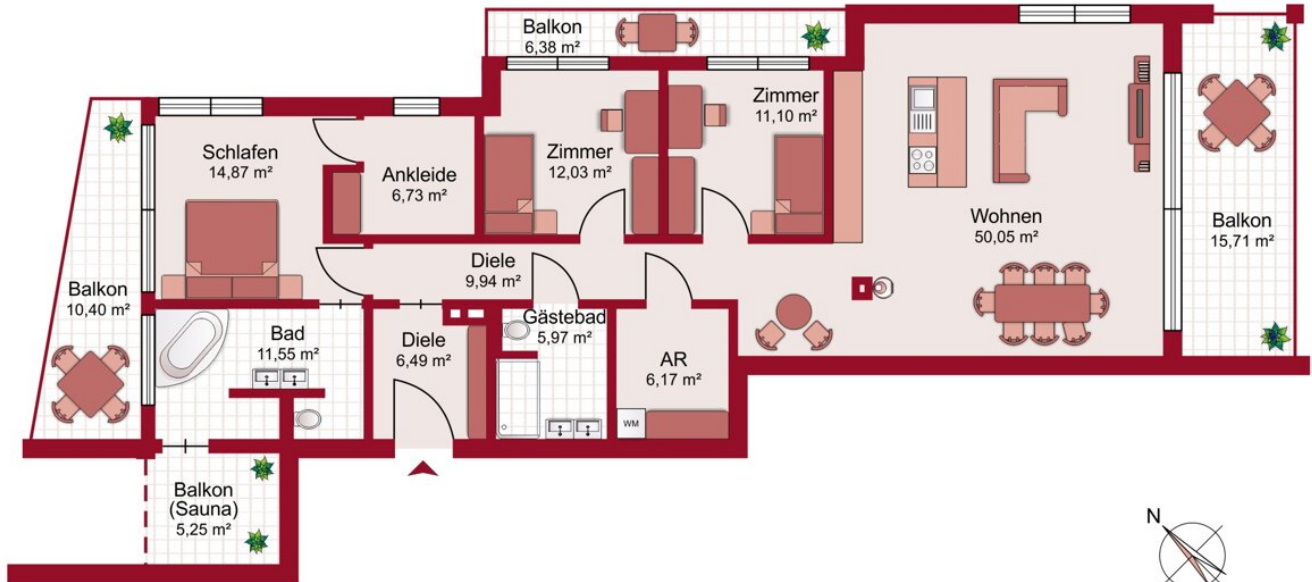 Balkon
6,38 m²
Schlafen
14,87 m²
Ankleide
6,73 m²
Zimmer
12,03 m²
Zimmer
11,10 m²
Wohnen
50,05 m²
Balkon
15,71 m²
Balkon
10,40 m²
Diele
9,94 m²
Bad
11,55 m²
Diele
6,49 m²
Gästebad
5,97 m²
AR
6,17 m²
WM
Balkon
(Sauna)
5,25 m²
N